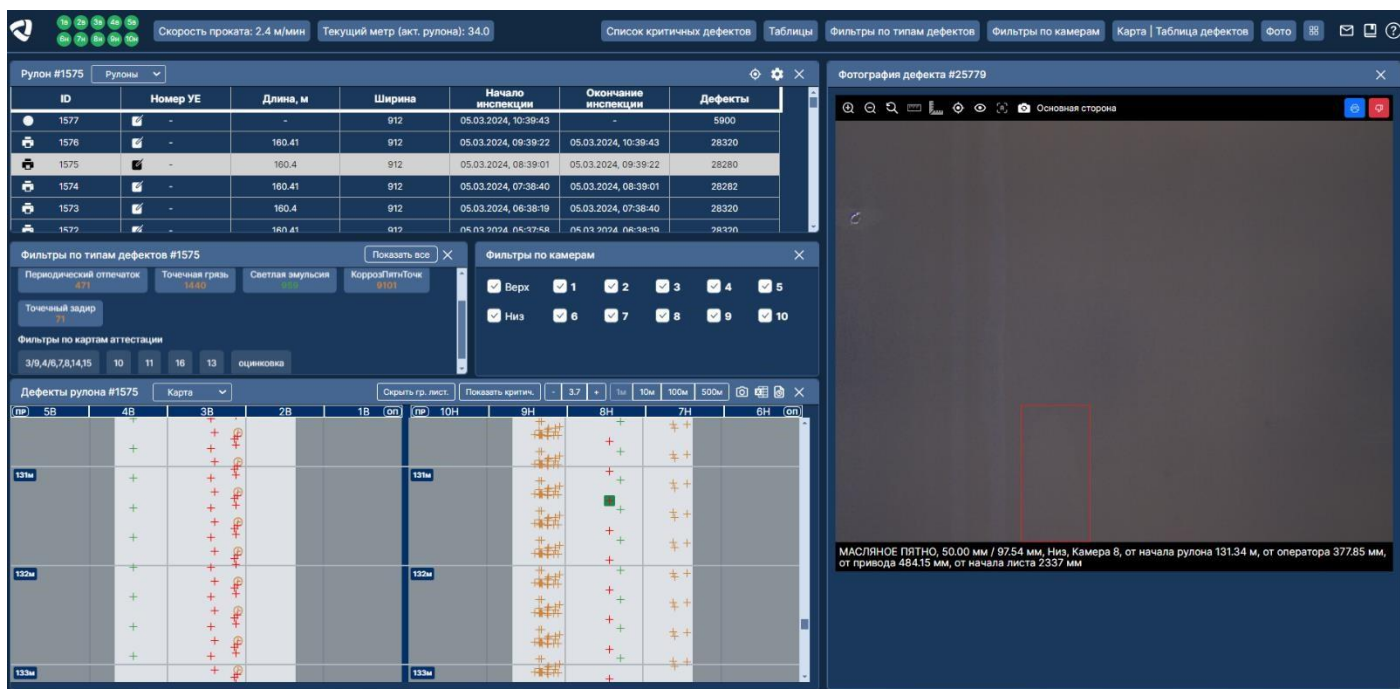 1в 2в 3в 4в 5в
6н 7н 8н 9н 10н
Скорость проката: 2.4 м/мин Текущий метр (акт. рулона): 34.0 Список критичных дефектов Таблицы Фильтры по типам дефектов Фильтры по камерам Карта | Таблица дефектов Фото
Рулон #1575 Рулоны
ID Номер УЕ Длина, м Ширина Начало инспекции Окончание инспекции Дефекты
1577 - - 912 05.03.2024, 10:39:43 - 5900
1576 - 160.41 912 05.03.2024, 09:39:22 05.03.2024, 10:39:43 28320
1575 - 160.4 912 05.03.2024, 08:39:01 05.03.2024, 09:39:22 28280
1574 - 160.41 912 05.03.2024, 07:38:40 05.03.2024, 08:39:01 28282
1573 - 160.4 912 05.03.2024, 06:38:19 05.03.2024, 07:38:40 28320
1572 - 160.41 912 05.03.2024, 05:37:58 05.03.2024, 06:38:19 28320
Фильтры по типам дефектов #1575 Показать все
Периодический отпечаток Точечная грязь Светлая эмульсия КоррозПятнТочк
471 1440 9101
Точечный задир
71
Фильтры по картам аттестации
3/9,4/6,7,8,14,15 10 11 16 13 оцинковка
Фильтры по камерам
Верх 1 2 3 4 5
Низ 6 7 8 9 10
Дефекты рулона #1575 Карта Скрыть гр. лист. Показать критич. - 3.7 + 1м 10м 100м 500м
ПР 5В 4В 3В 2В 1В ОП ПР 10Н 9Н 8Н 7Н 6Н ОП
131м 131м
132м 132м
133м 133м
Фотография дефекта #25779
Основная сторона
МАСЛЯНОЕ ПЯТНО, 50.00 мм / 97.54 мм, Низ, Камера 8, от начала рулона 131.34 м, от оператора 377.85 мм,
от привода 484.15 мм, от начала листа 2337 мм